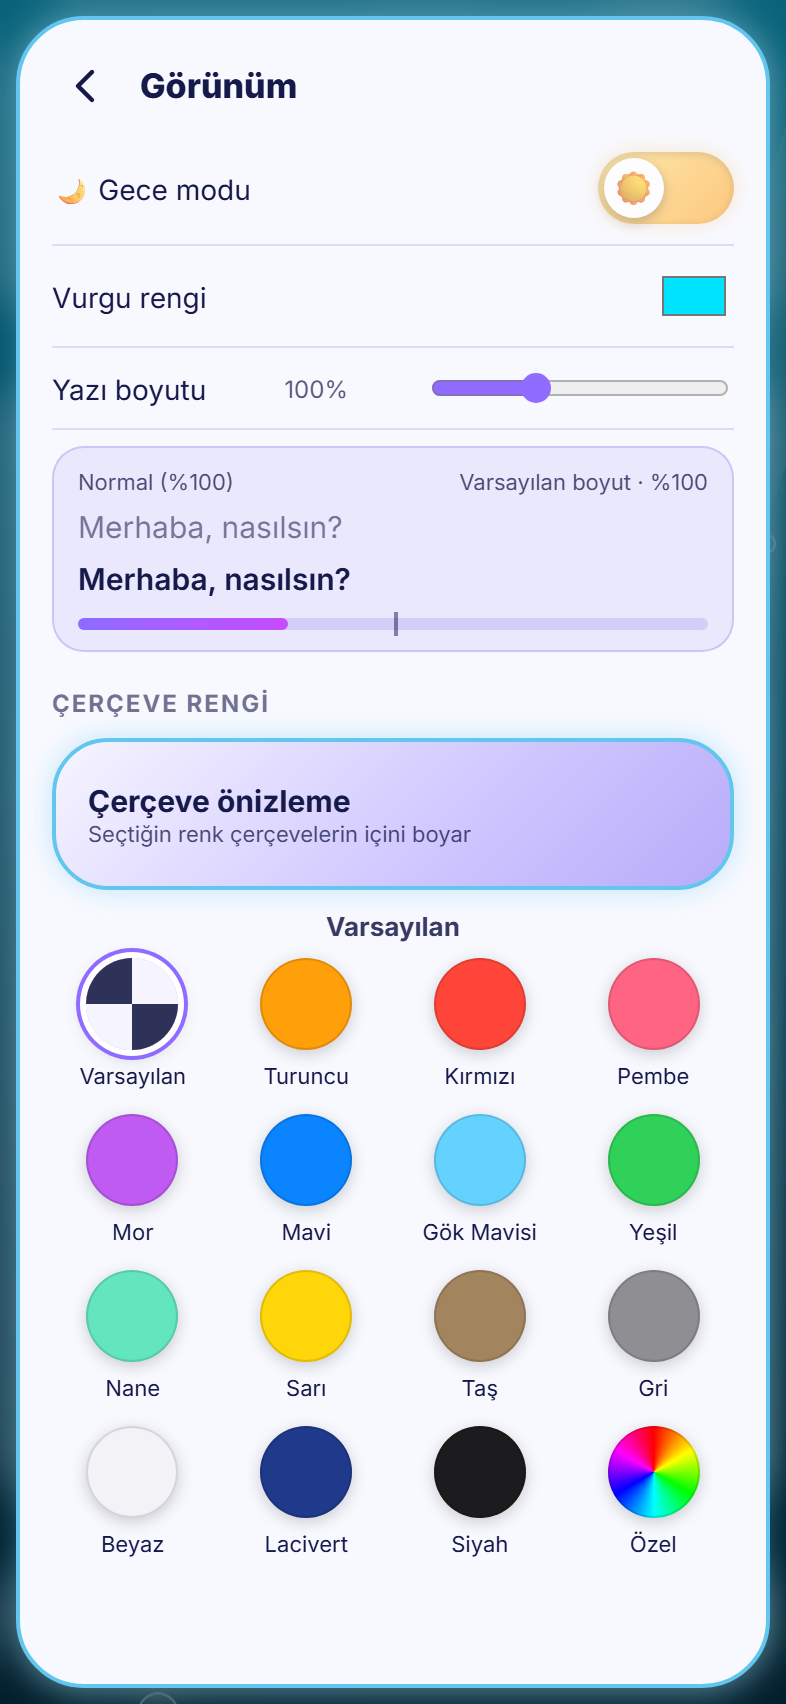 Görünüm
Gece modu
Vurgu rengi
Yazı boyutu 100%
Normal (%100) Varsayılan boyut · %100
Merhaba, nasılsın?
Merhaba, nasılsın?
ÇERÇEVE RENGİ
Çerçeve önizleme
Seçtiğin renk çerçevelerin içini boyar
Varsayılan
Varsayılan Turuncu Kırmızı Pembe
Mor Mavi Gök Mavisi Yeşil
Nane Sarı Taş Gri
Beyaz Lacivert Siyah Özel